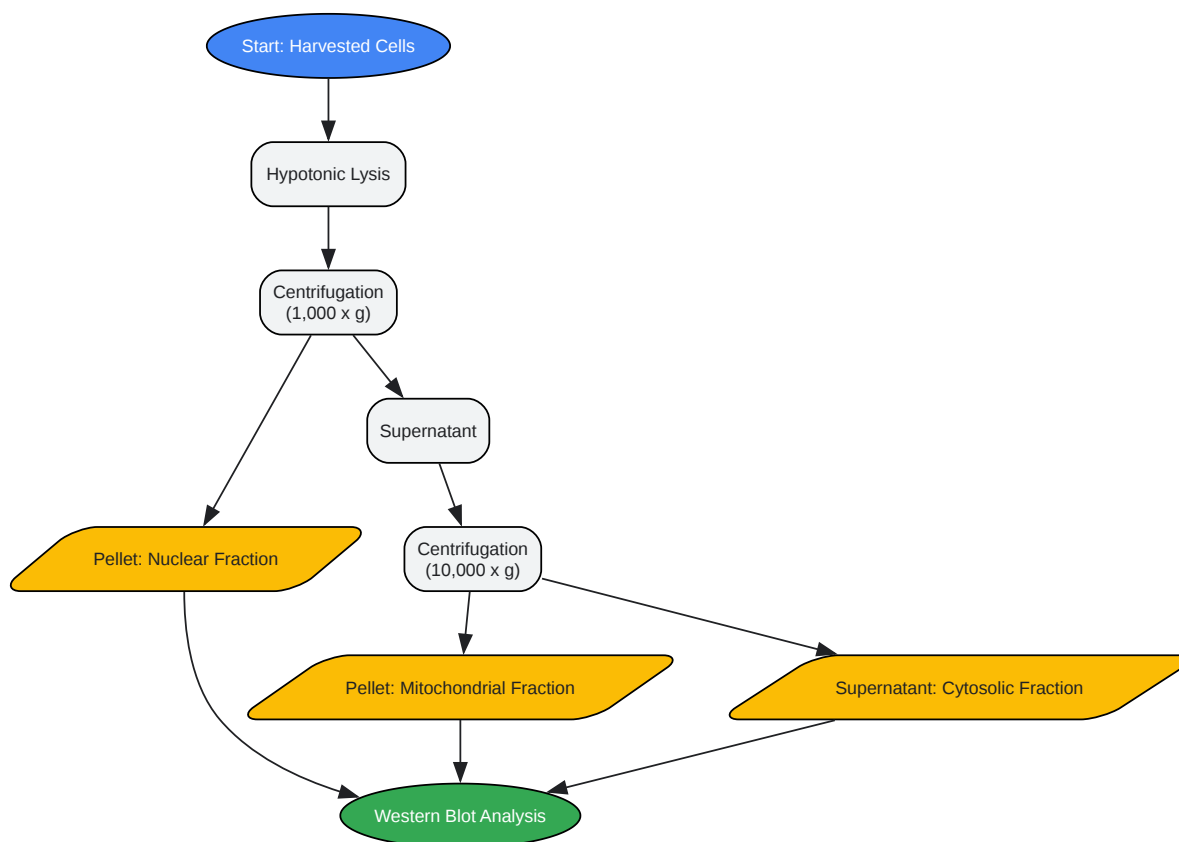 Start: Harvested Cells
Hypotonic Lysis
Centrifugation
(1,000 x g)
Supernatant
Pellet: Nuclear Fraction
Centrifugation
(10,000 x g)
Pellet: Mitochondrial Fraction
Supernatant: Cytosolic Fraction
Western Blot Analysis